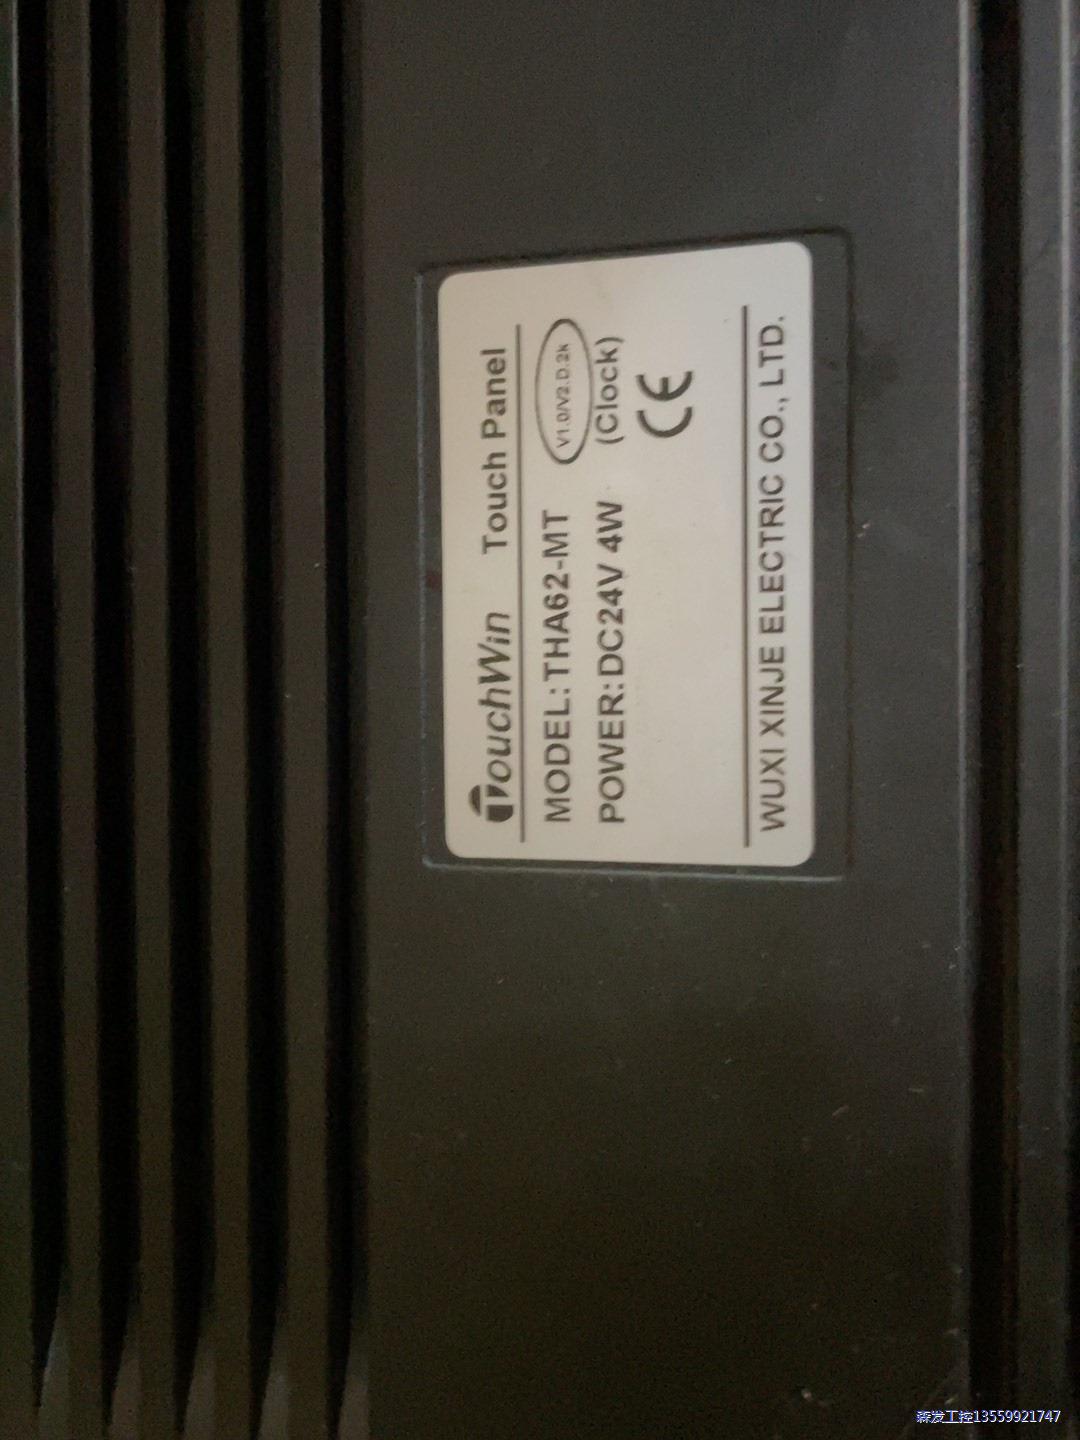 TouchWin Touch Panel
MODEL:THA62-MT V1.0/V2.D.2k
POWER:DC24V 4W (Clock)
CE
WUXI XINJE ELECTRIC CO., LTD.
森发工控13559921747